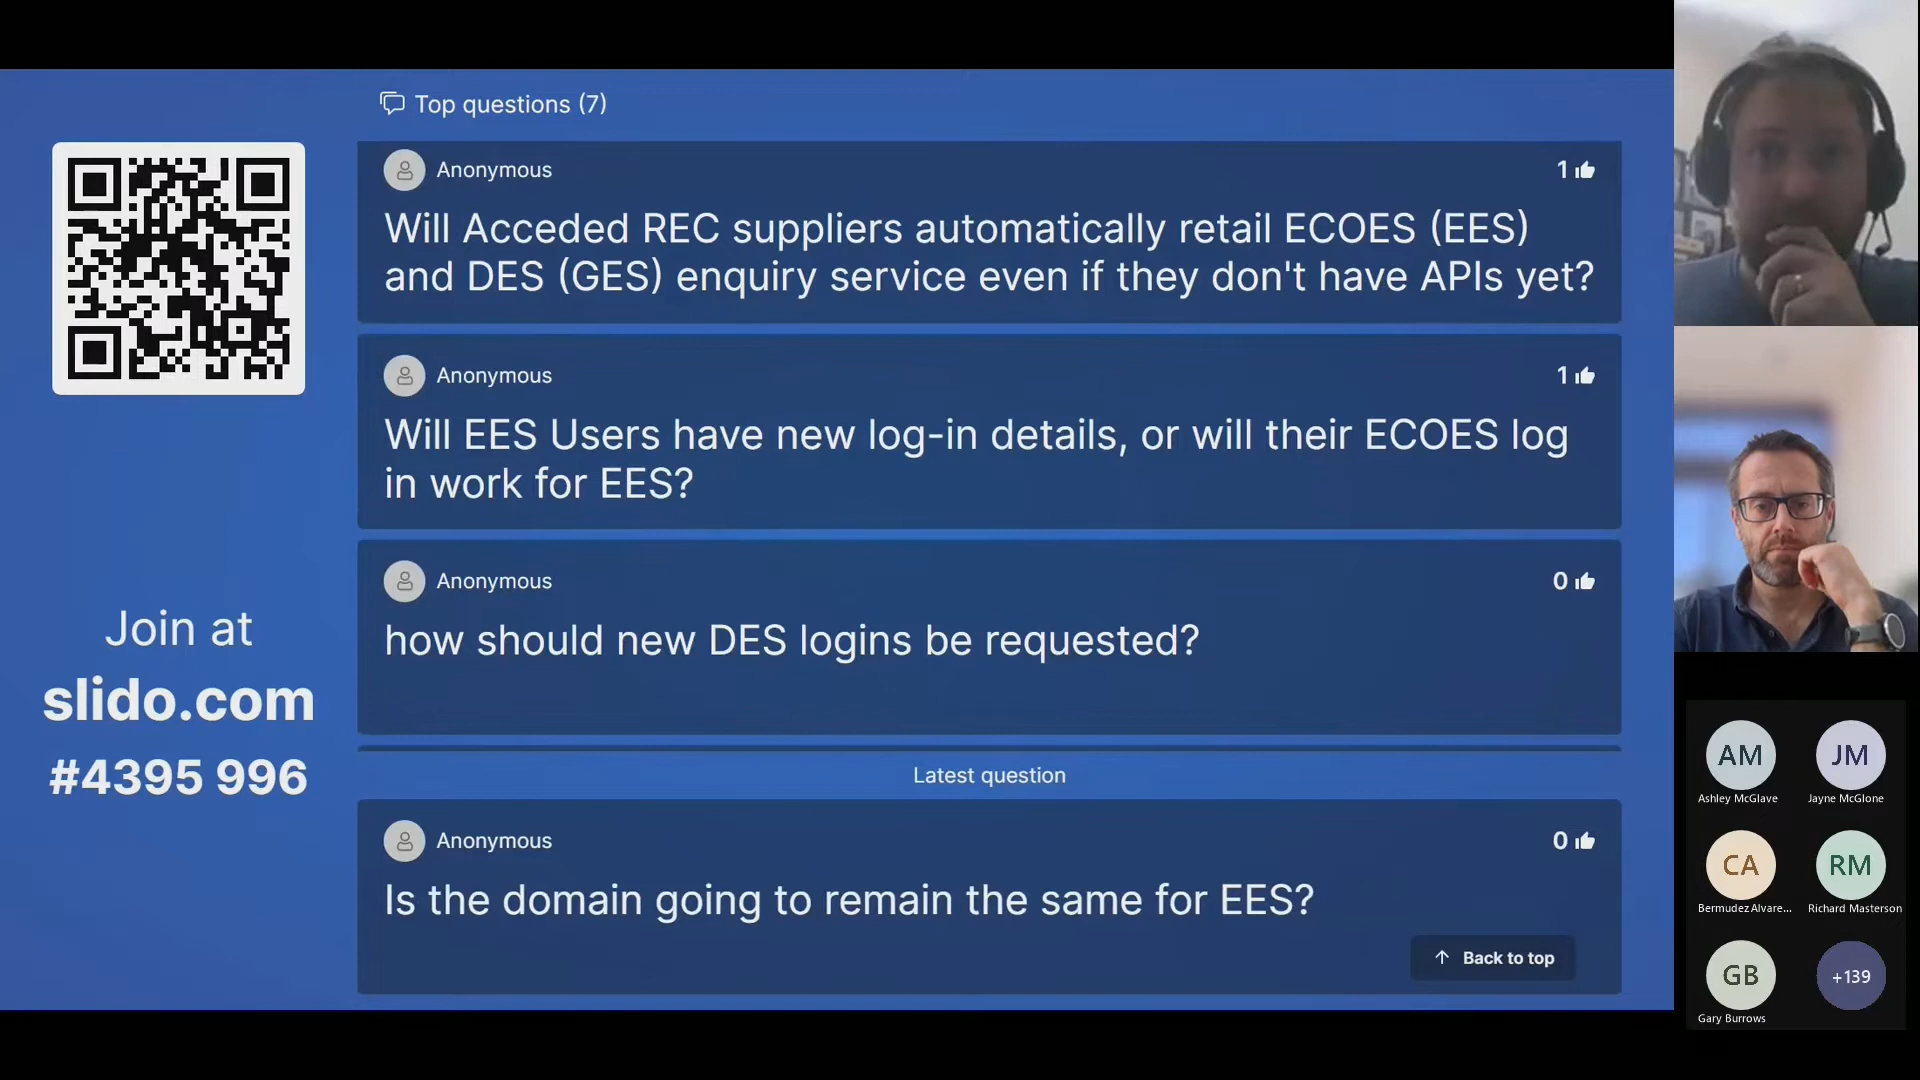 Top questions (7)
Anonymous
1
Will Acceded REC suppliers automatically retail ECOES (EES)
and DES (GES) enquiry service even if they don't have APIs yet?
Anonymous
1
Will EES Users have new log-in details, or will their ECOES log
in work for EES?
Anonymous
0
how should new DES logins be requested?
Latest question
Anonymous
0
Is the domain going to remain the same for EES?
Back to top
Join at
slido.com
#4395 996
AM
Ashley McGlave
JM
Jayne McGlone
CA
Bermudez Alvare...
RM
Richard Masterson
GB
Gary Burrows
+139